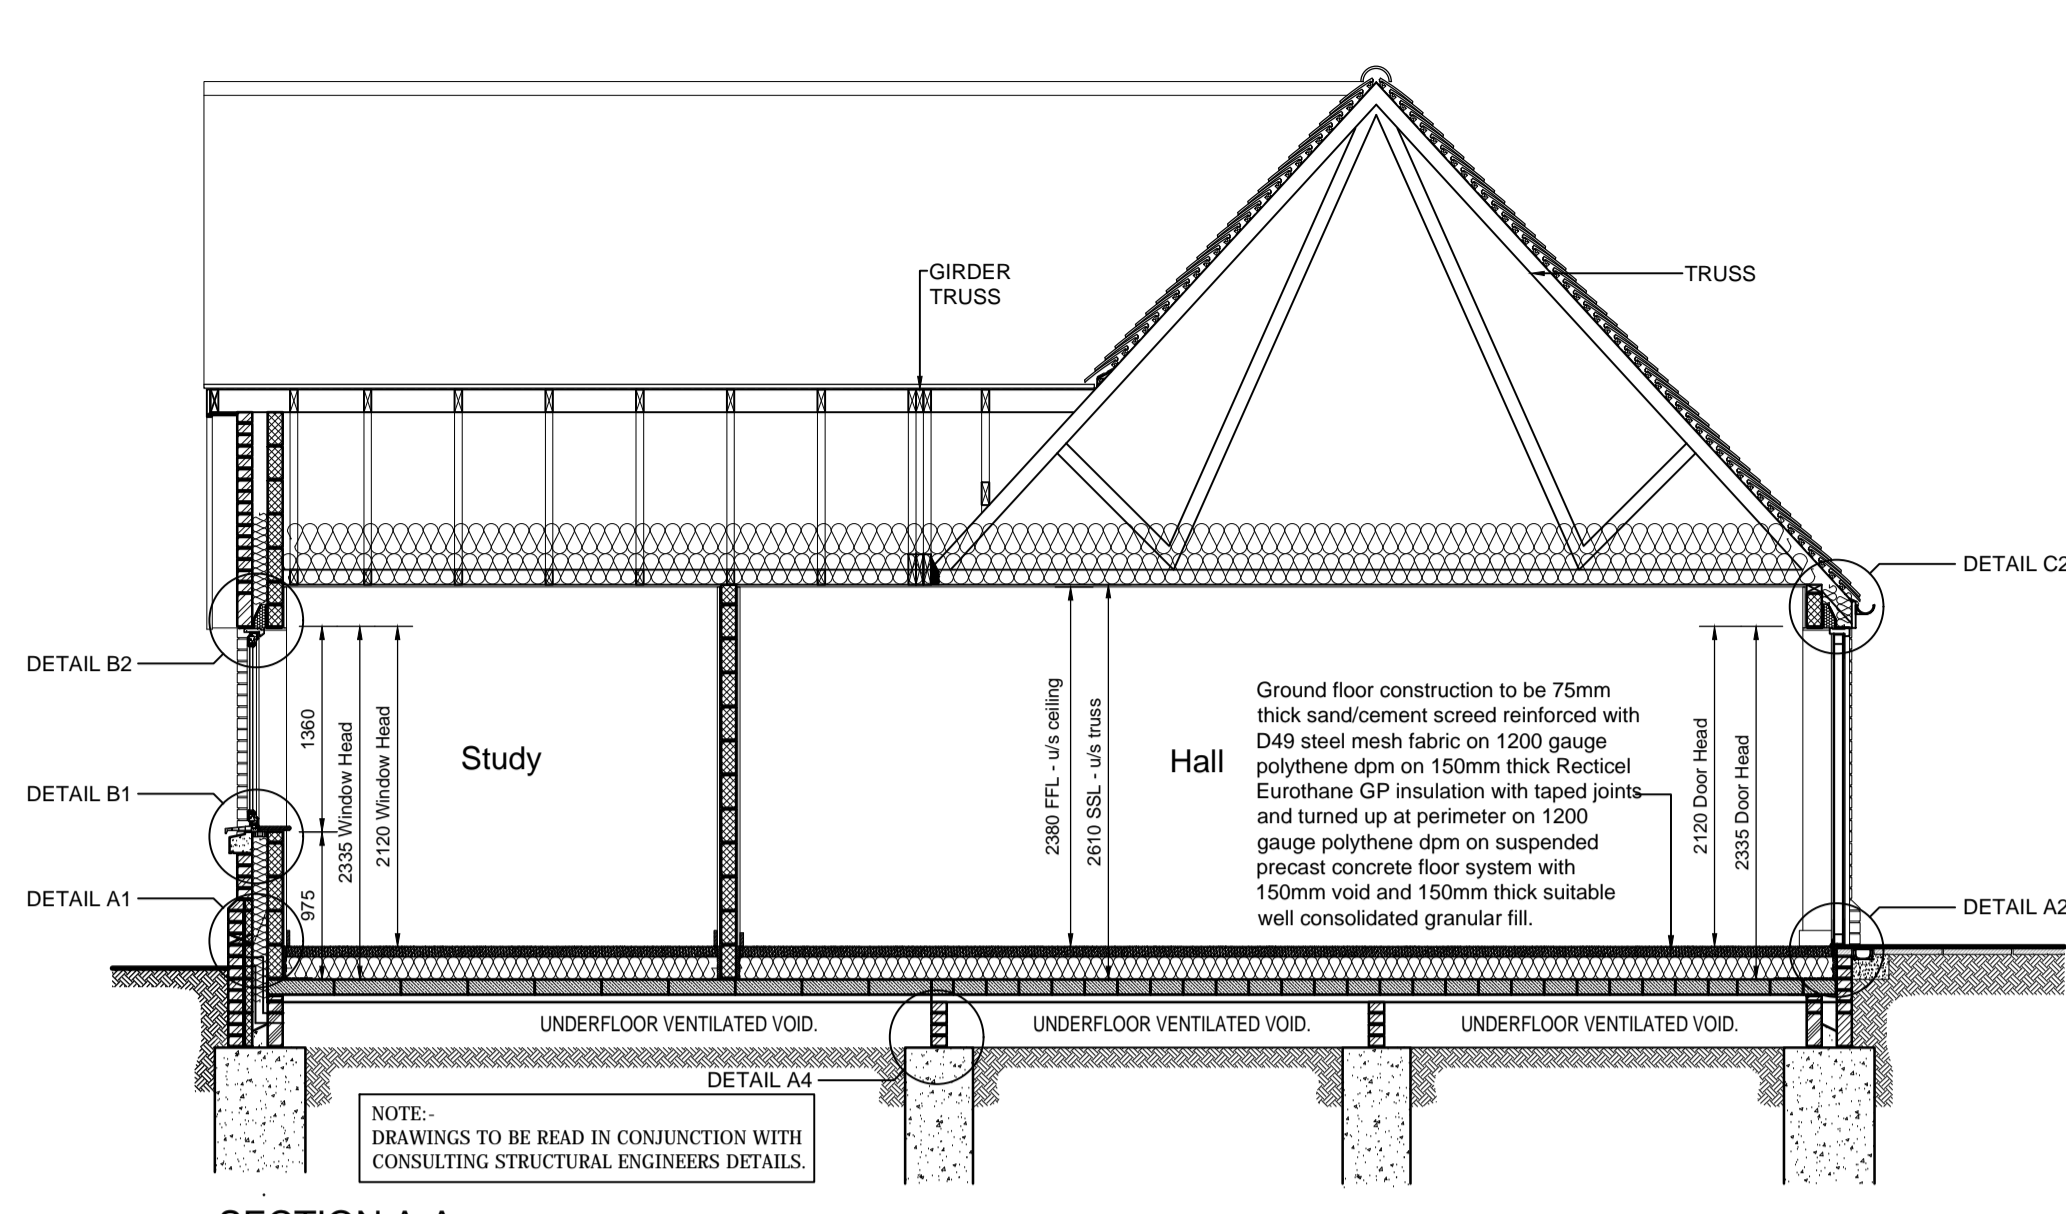 GIRDER
TRUSS
TRUSS
DETAIL C2
DETAIL B2
DETAIL B1
DETAIL A1
1360
975
2335 Window Head
2120 Window Head
Study
2380 FFL - u/s ceiling
2610 SSL - u/s truss
Hall
Ground floor construction to be 75mm
thick sand/cement screed reinforced with
D49 steel mesh fabric on 1200 gauge
polythene dpm on 150mm thick Recticel
Eurothane GP insulation with taped joints
and turned up at perimeter on 1200
gauge polythene dpm on suspended
precast concrete floor system with
150mm void and 150mm thick suitable
well consolidated granular fill.
2120 Door Head
2335 Door Head
DETAIL A2
UNDERFLOOR VENTILATED VOID.
UNDERFLOOR VENTILATED VOID.
UNDERFLOOR VENTILATED VOID.
DETAIL A4
NOTE:-
DRAWINGS TO BE READ IN CONJUNCTION WITH
CONSULTING STRUCTURAL ENGINEERS DETAILS.
SECTION A-A